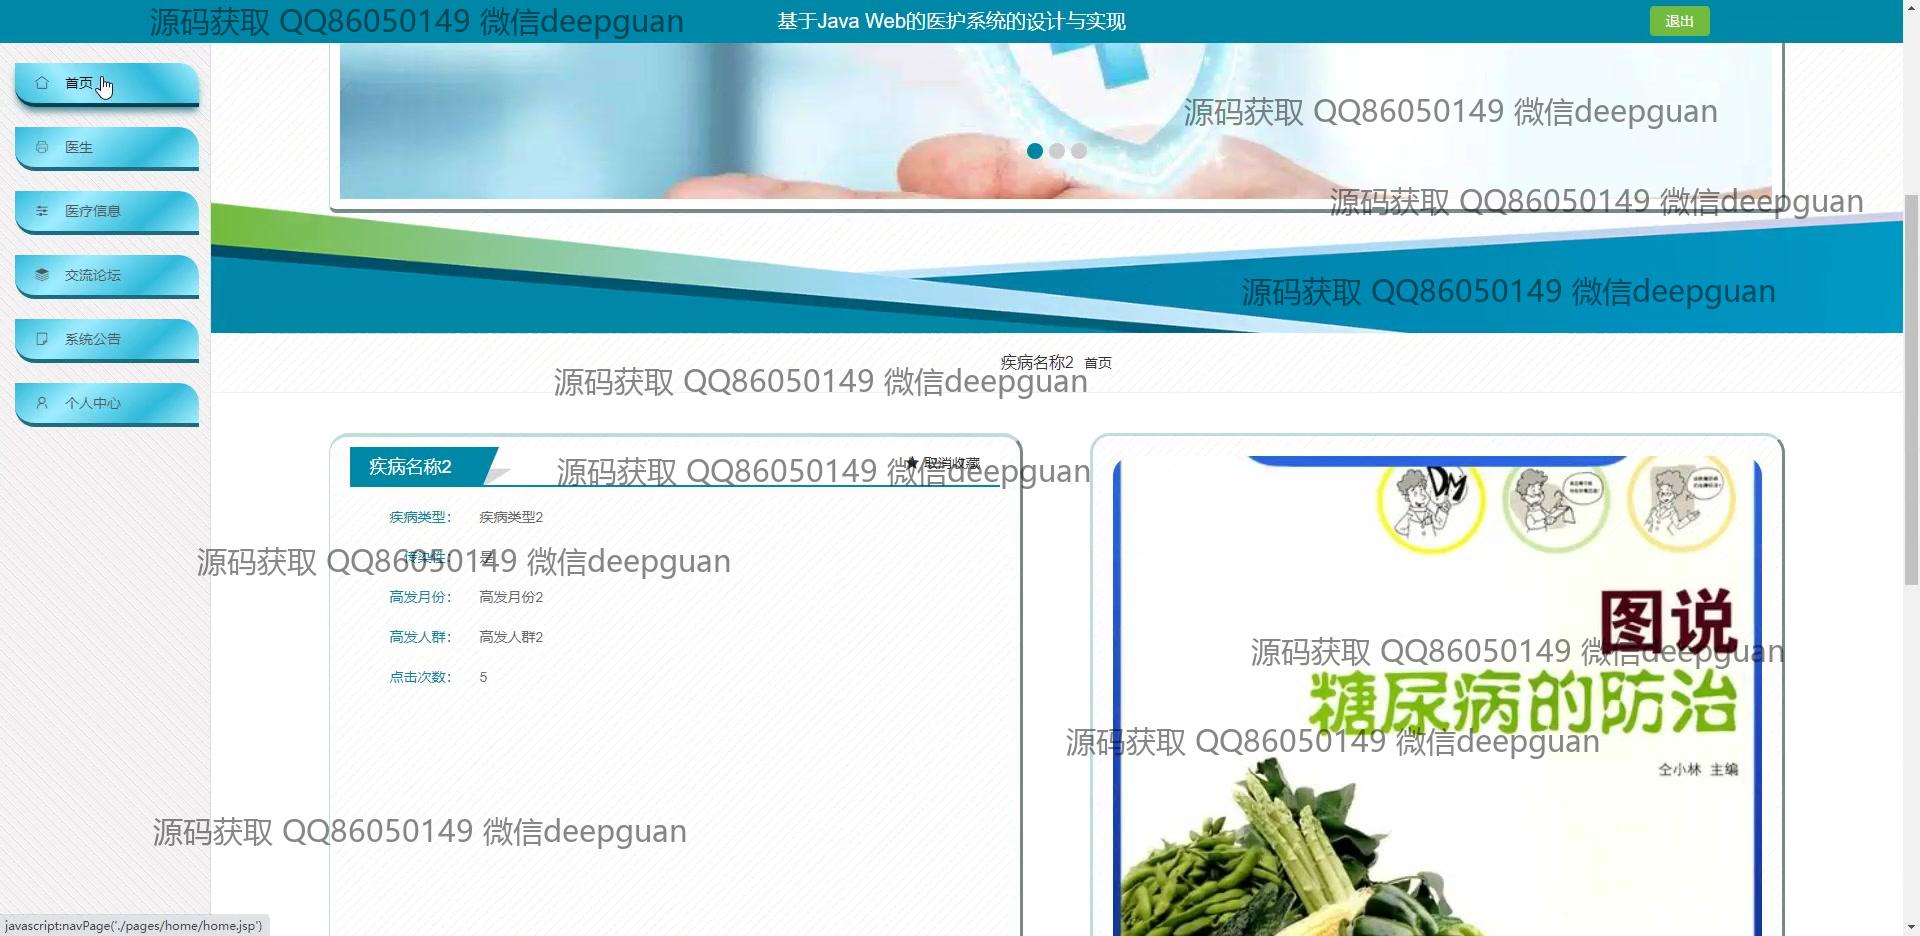 源码获取 QQ86050149 微信deepguan
基于Java Web的医护系统的设计与实现
退出
首页
医生
医疗信息
交流论坛
系统公告
个人中心
源码获取 QQ86050149 微信deepguan
源码获取 QQ86050149 微信deepguan
源码获取 QQ86050149 微信deepguan
疾病名称2 首页
源码获取 QQ86050149 微信deepguan
疾病名称2
★ 取消收藏
源码获取 QQ86050149 微信deepguan
疾病类型： 疾病类型2
传染性： 是
源码获取 QQ86050149 微信deepguan
高发月份： 高发月份2
高发人群： 高发人群2
点击次数： 5
DM
图说
源码获取 QQ86050149 微信deepguan
糖尿病的防治
源码获取 QQ86050149 微信deepguan
仝小林 主编
源码获取 QQ86050149 微信deepguan
javascript:navPage('./pages/home/home.jsp')